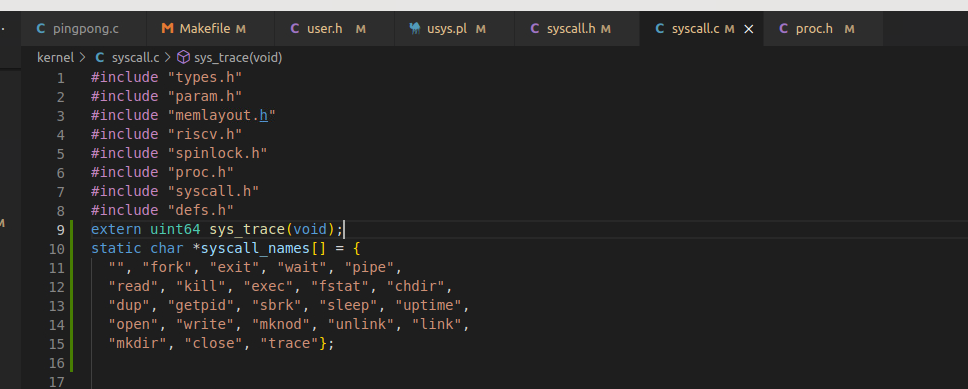 pingpong.c Makefile M user.h M usys.pl M syscall.h M syscall.c M × proc.h M
kernel > C syscall.c > sys_trace(void)
1 #include "types.h"
2 #include "param.h"
3 #include "memlayout.h"
4 #include "riscv.h"
5 #include "spinlock.h"
6 #include "proc.h"
7 #include "syscall.h"
8 #include "defs.h"
9 extern uint64 sys_trace(void);
10 static char *syscall_names[] = {
11 "", "fork", "exit", "wait", "pipe",
12 "read", "kill", "exec", "fstat", "chdir",
13 "dup", "getpid", "sbrk", "sleep", "uptime",
14 "open", "write", "mknod", "unlink", "link",
15 "mkdir", "close", "trace"};
16
17